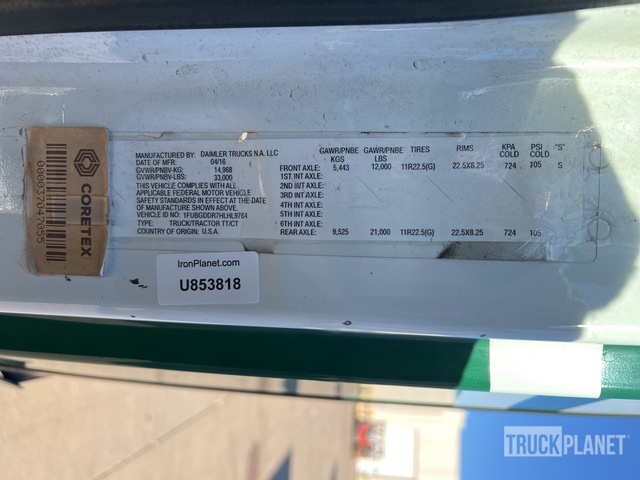 MANUFACTURED BY: DAIMLER TRUCKS N.A. LLC
DATE OF MFR: 04/16
GVWR/PNBV-KG: 14,968
GVWR/PNBV-LBS: 33,000
THIS VEHICLE COMPLIES WITH ALL
APPLICABLE FEDERAL MOTOR VEHICLE
SAFETY STANDARDS IN EFFECT AT THE DATE
OF MANUFACTURE SHOWN ABOVE.
VEHICLE ID : 1FUBGDDR7HLHL9764
TYPE: TRUCK/TRACTOR TT/CT
COUNTRY OF ORIGIN: U.S.A.
GAWR/PNBE GAWR/PNBE TIRES RIMS KPA PSI "S"
KGS LBS COLD COLD
FRONT AXLE: 5,443 12,000 11R22.5(G) 22.5X8.25 724 105 S
1ST INT AXLE:
2ND INT AXLE:
3RD INT AXLE:
4TH INT AXLE:
5TH INT AXLE:
6TH INT AXLE:
REAR AXLE: 9,525 21,000 11R22.5(G) 22.5X8.25 724 105 S
CORETEX
IronPlanet.com
U853818
TRUCKPLANET